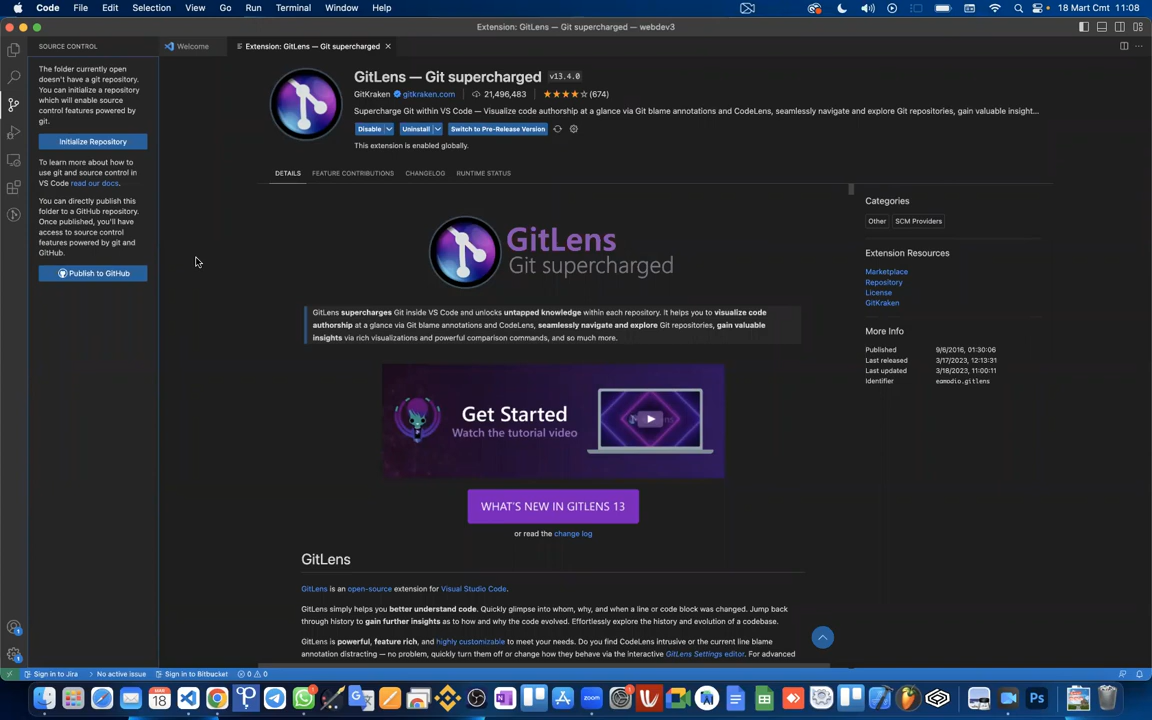 Code File Edit Selection View Go Run Terminal Window Help 18 Mart Cmt 11:08
Extension: GitLens — Git supercharged — webdev3
SOURCE CONTROL
Welcome
Extension: GitLens — Git supercharged
The folder currently open
doesn't have a git repository.
You can initialize a repository
which will enable source
control features powered by
git.
Initialize Repository
To learn more about how to
use git and source control in
VS Code read our docs.
You can directly publish this
folder to a GitHub repository.
Once published, you'll have
access to source control
features powered by git and
GitHub.
Publish to GitHub
GitLens — Git supercharged v13.4.0
GitKraken gitkraken.com 21,496,483 (674)
Supercharge Git within VS Code — Visualize code authorship at a glance via Git blame annotations and CodeLens, seamlessly navigate and explore Git repositories, gain valuable insight...
Disable Uninstall Switch to Pre-Release Version
This extension is enabled globally.
DETAILS FEATURE CONTRIBUTIONS CHANGELOG RUNTIME STATUS
GitLens
Git supercharged
GitLens supercharges Git inside VS Code and unlocks untapped knowledge within each repository. It helps you to visualize code
authorship at a glance via Git blame annotations and CodeLens, seamlessly navigate and explore Git repositories, gain valuable
insights via rich visualizations and powerful comparison commands, and so much more.
Get Started
Watch the tutorial video
WHAT'S NEW IN GITLENS 13
or read the change log
GitLens
GitLens is an open-source extension for Visual Studio Code.
GitLens simply helps you better understand code. Quickly glimpse into whom, why, and when a line or code block was changed. Jump back
through history to gain further insights as to how and why the code evolved. Effortlessly explore the history and evolution of a codebase.
GitLens is powerful, feature rich, and highly customizable to meet your needs. Do you find CodeLens intrusive or the current line blame
annotation distracting — no problem, quickly turn them off or change how they behave via the interactive GitLens Settings editor. For advanced
Categories
Other SCM Providers
Extension Resources
Marketplace
Repository
License
GitKraken
More Info
Published 9/6/2016, 01:30:06
Last released 3/17/2023, 12:13:31
Last updated 3/18/2023, 11:00:11
Identifier eamodio.gitlens
Sign in to Jira No active issue Sign in to Bitbucket 0 0